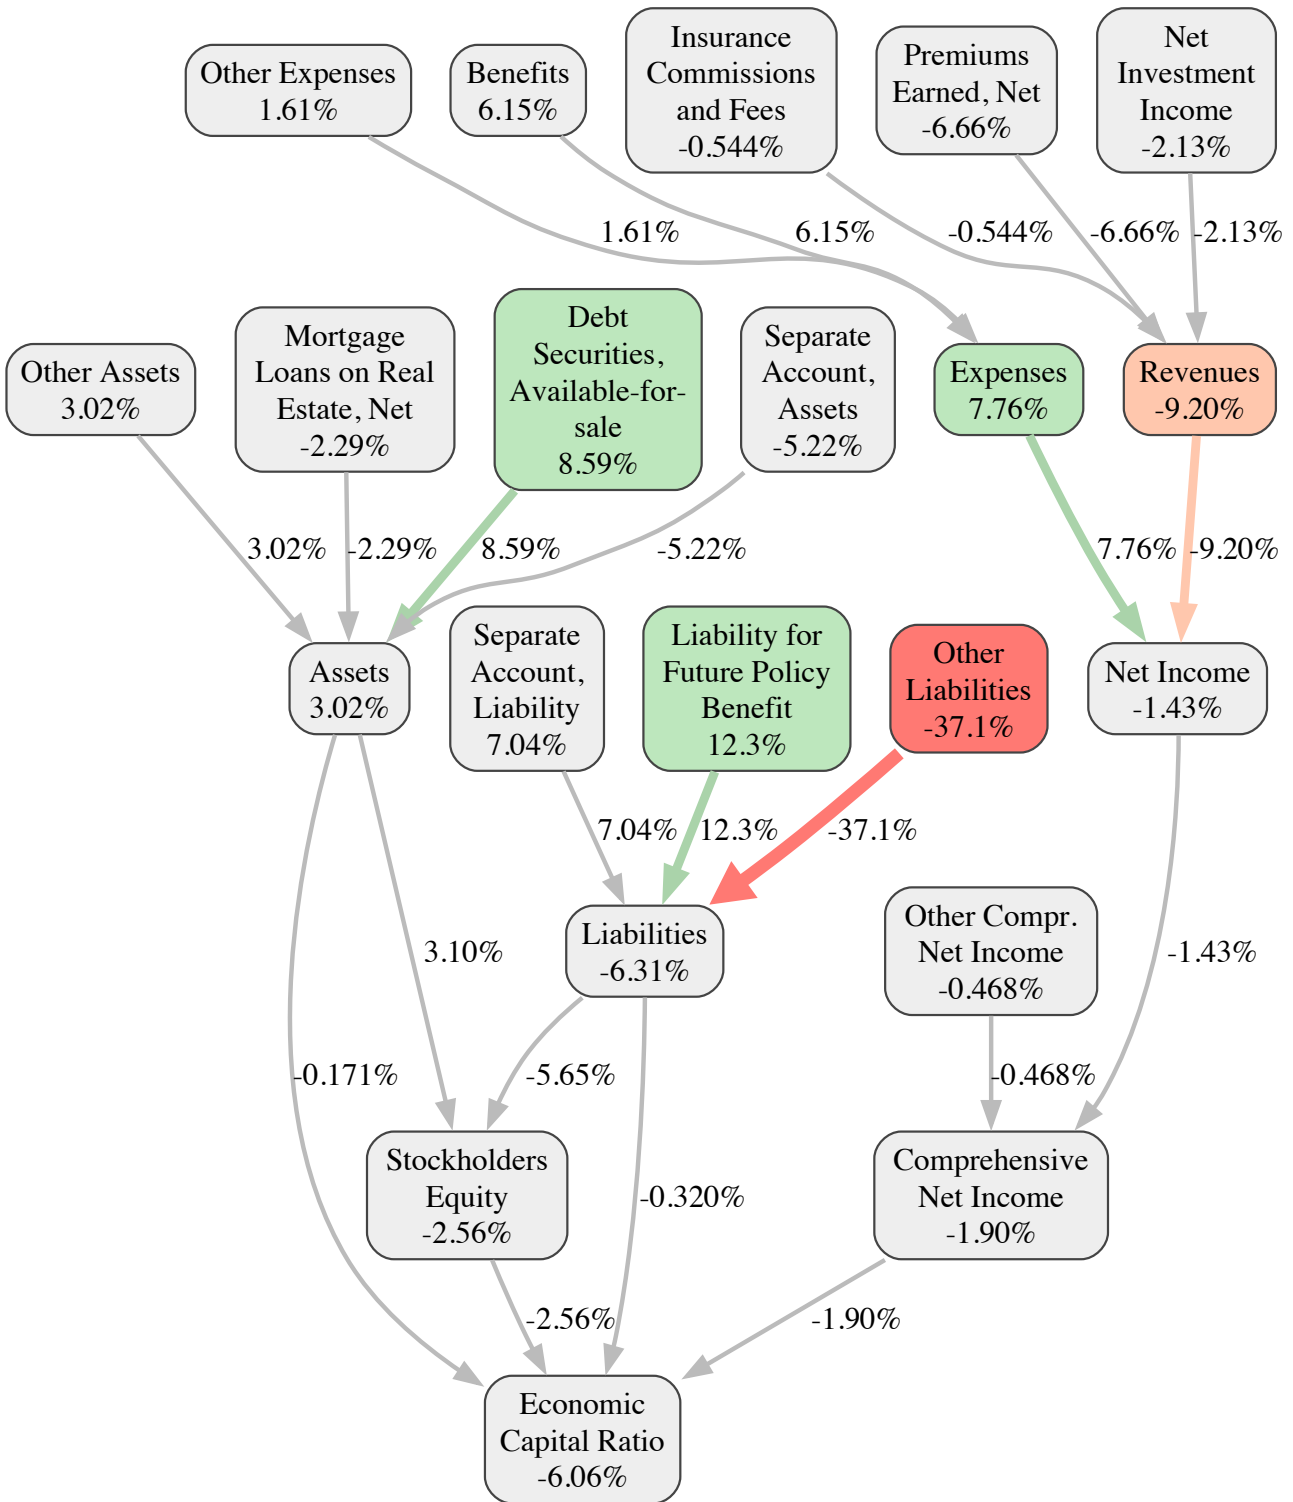 Other Expenses
1.61%
Benefits
6.15%
Insurance
Commissions
and Fees
-0.544%
Premiums
Earned, Net
-6.66%
Net
Investment
Income
-2.13%
1.61%
6.15%
-0.544%
-6.66%
-2.13%
Other Assets
3.02%
Mortgage
Loans on Real
Estate, Net
-2.29%
Debt
Securities,
Available-for-
sale
8.59%
Separate
Account,
Assets
-5.22%
Expenses
7.76%
Revenues
-9.20%
3.02%
-2.29%
8.59%
-5.22%
7.76%
-9.20%
Assets
3.02%
Separate
Account,
Liability
7.04%
Liability for
Future Policy
Benefit
12.3%
Other
Liabilities
-37.1%
Net Income
-1.43%
7.04%
12.3%
-37.1%
Liabilities
-6.31%
Other Compr.
Net Income
-0.468%
3.10%
-1.43%
-0.171%
-5.65%
-0.468%
Stockholders
Equity
-2.56%
-0.320%
Comprehensive
Net Income
-1.90%
-2.56%
-1.90%
Economic
Capital Ratio
-6.06%